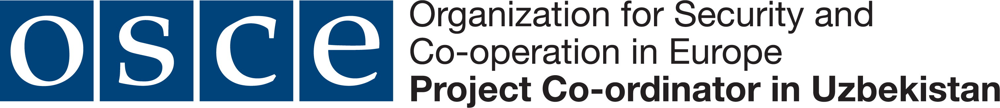 osce
Organization for Security and
Co-operation in Europe
Project Co-ordinator in Uzbekistan